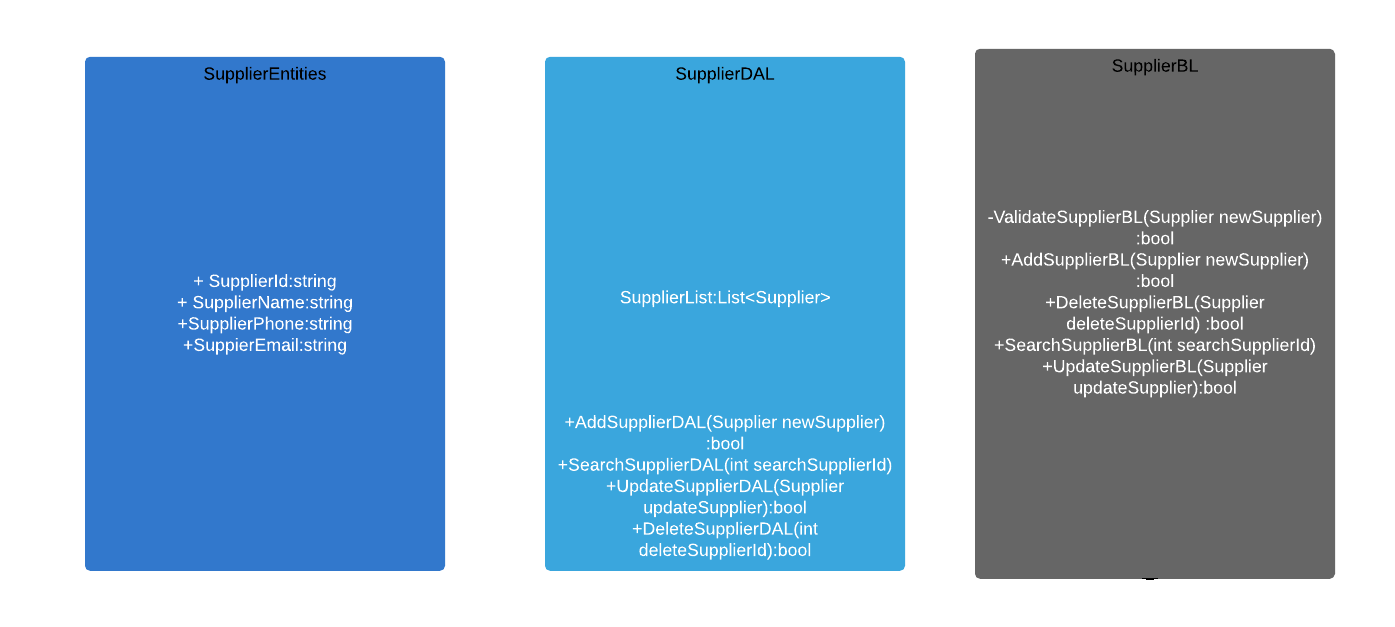 SupplierEntities
+ SupplierId:string
+ SupplierName:string
+SupplierPhone:string
+SuppierEmail:string
SupplierDAL
SupplierList:List<Supplier>
+AddSupplierDAL(Supplier newSupplier)
:bool
+SearchSupplierDAL(int searchSupplierId)
+UpdateSupplierDAL(Supplier
updateSupplier):bool
+DeleteSupplierDAL(int
deleteSupplierId):bool
SupplierBL
-ValidateSupplierBL(Supplier newSupplier)
:bool
+AddSupplierBL(Supplier newSupplier)
:bool
+DeleteSupplierBL(Supplier
deleteSupplierId) :bool
+SearchSupplierBL(int searchSupplierId)
+UpdateSupplierBL(Supplier
updateSupplier):bool